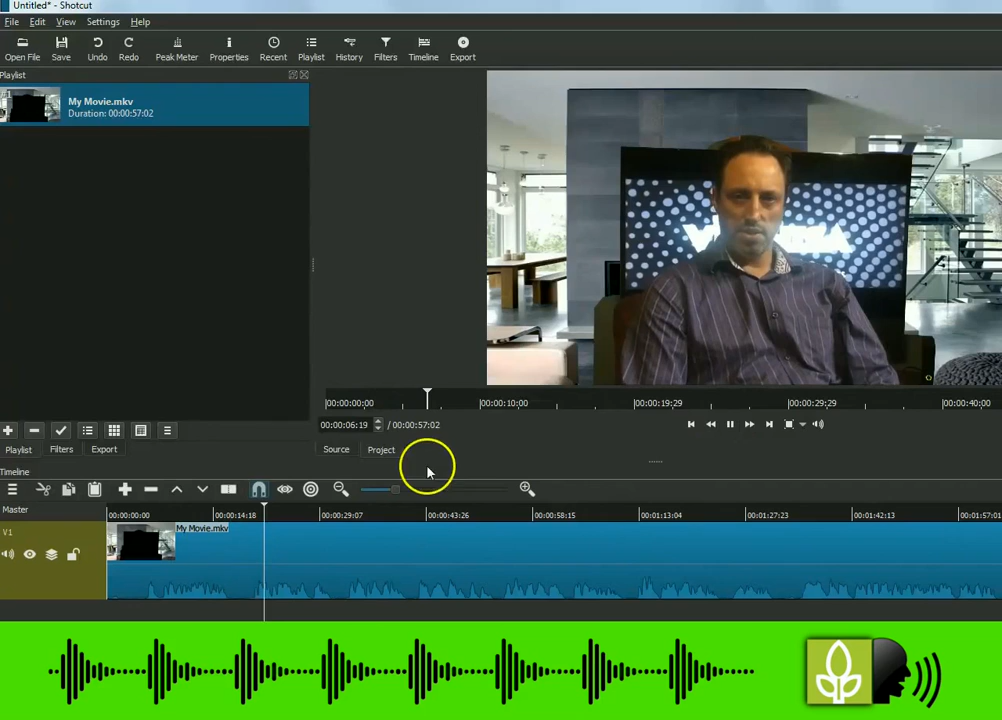 Untitled* - Shotcut
File Edit View Settings Help
Open File Save Undo Redo Peak Meter Properties Recent Playlist History Filters Timeline Export
Playlist
My Movie.mkv
Duration: 00:00:57:02
00:00:00;00 00:00:10;00 00:00:19;29 00:00:29;29 00:00:40;00
00:00:06:19 / 00:00:57:02
Playlist Filters Export
Source Project
Timeline
Master
00:00:00:00 00:00:14:18 00:00:29:07 00:00:43:26 00:00:58:15 00:01:13:04 00:01:27:23 00:01:42:13 00:01:57:01
V1
My Movie.mkv